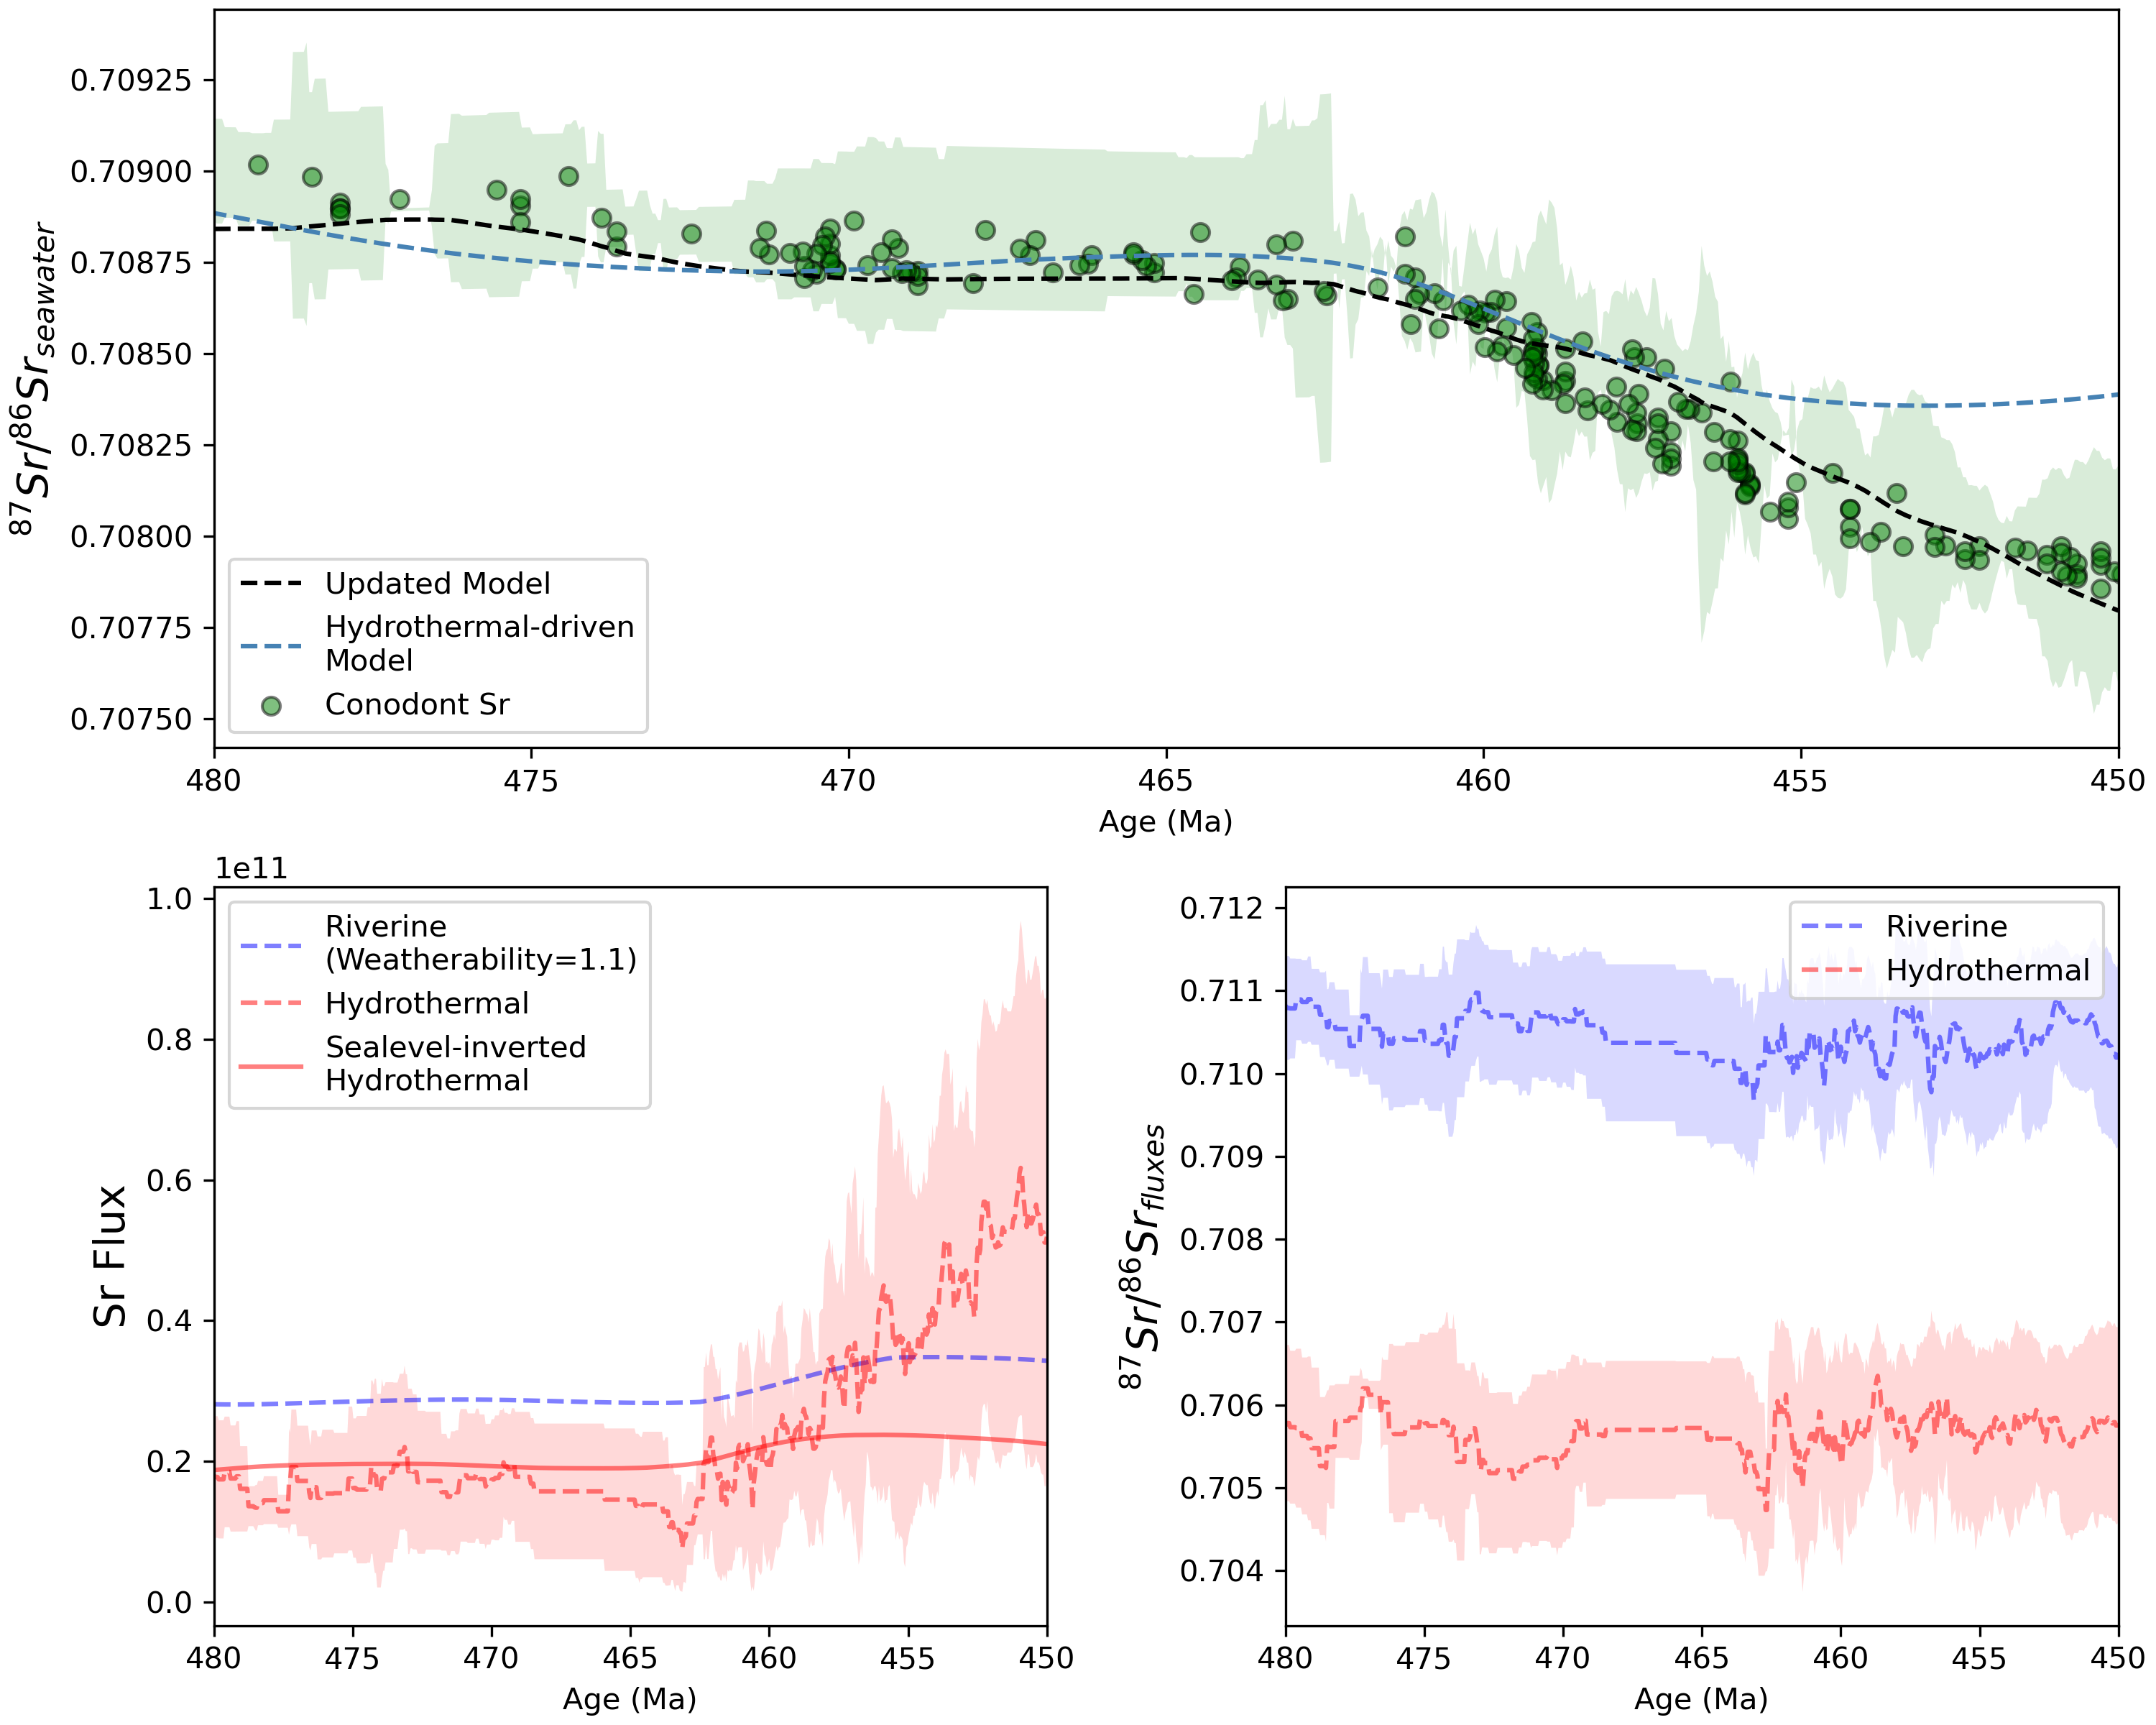 0.70925
0.70900
0.70875
0.70850
0.70825
0.70800
0.70775
0.70750
⁸⁷Sr/⁸⁶Sr_seawater
Updated Model
Hydrothermal-driven
Model
Conodont Sr
480 475 470 465 460 455 450
Age (Ma)
1e11
1.0
0.8
0.6
0.4
0.2
0.0
Sr Flux
Riverine
(Weatherability=1.1)
Hydrothermal
Sealevel-inverted
Hydrothermal
480 475 470 465 460 455 450
Age (Ma)
0.712
0.711
0.710
0.709
0.708
0.707
0.706
0.705
0.704
⁸⁷Sr/⁸⁶Sr_fluxes
Riverine
Hydrothermal
480 475 470 465 460 455 450
Age (Ma)